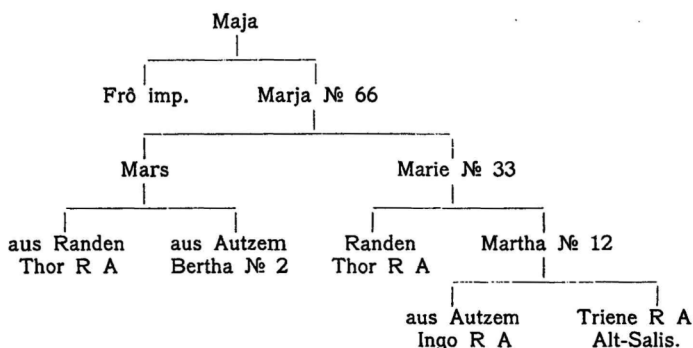 Maja
Frô imp. Marja № 66
Mars Marie № 33
aus Randen aus Autzem Randen Martha № 12
Thor R A Bertha № 2 Thor R A
aus Autzem Triene R A
Ingo R A Alt-Salis.